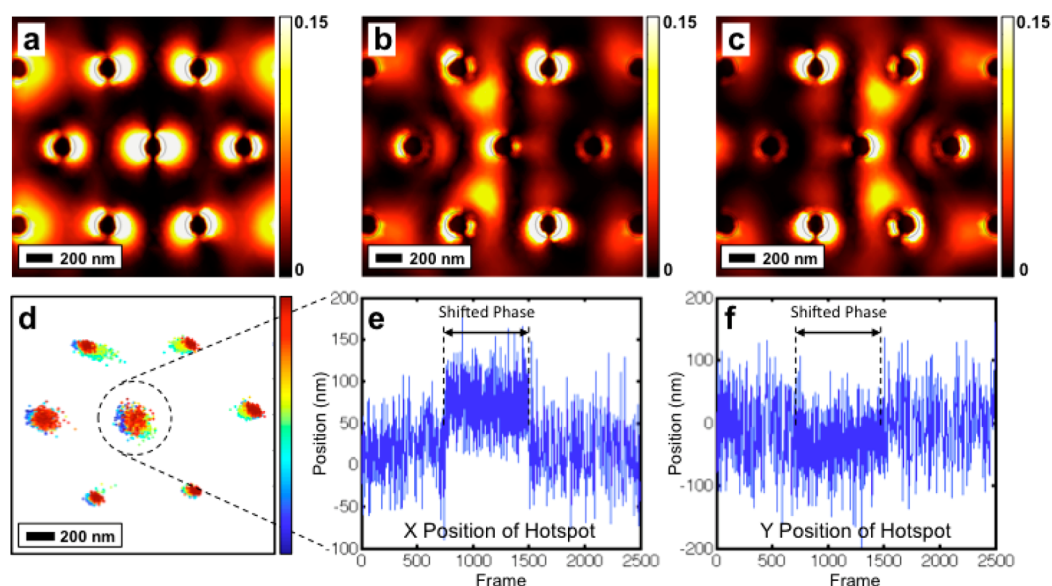 a
0.15
0
200 nm
b
0.15
0
200 nm
c
0.15
0
200 nm
d
200 nm
e
Shifted Phase
Position (nm)
200
150
100
50
0
-50
-100
X Position of Hotspot
0 500 1000 1500 2000 2500
Frame
f
Shifted Phase
Position (nm)
200
100
0
-100
-200
Y Position of Hotspot
0 500 1000 1500 2000 2500
Frame